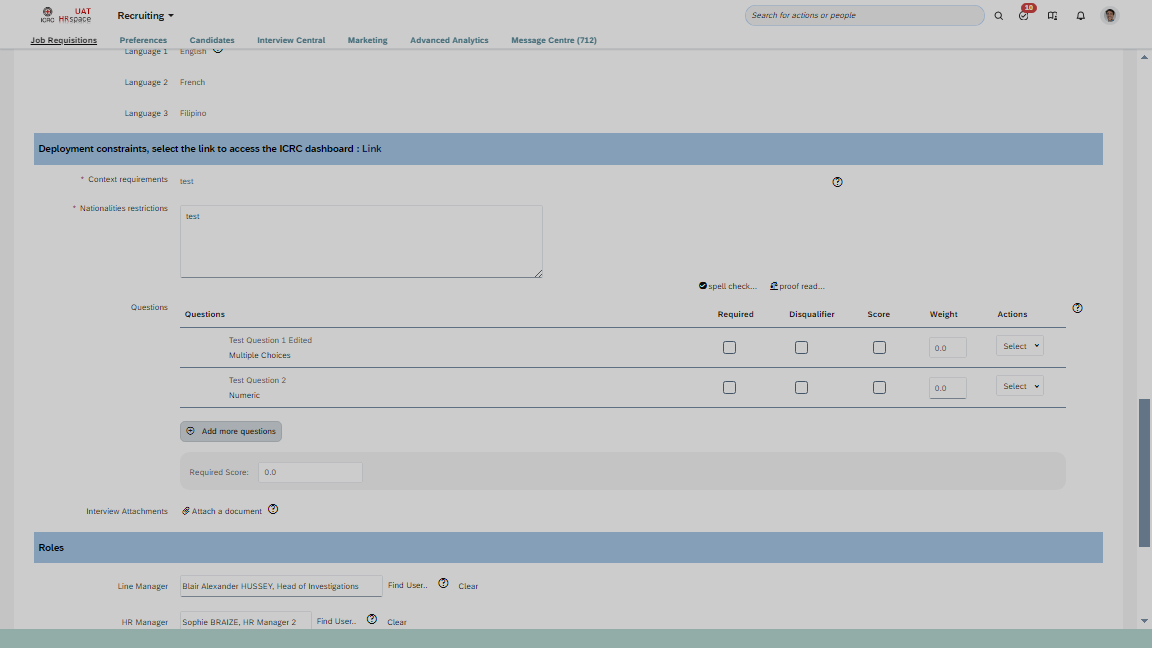 ICRC UAT HRspace
Recruiting
Search for actions or people
10
Job Requisitions Preferences Candidates Interview Central Marketing Advanced Analytics Message Centre (712)
Language 1 English
Language 2 French
Language 3 Filipino
Deployment constraints, select the link to access the ICRC dashboard : Link
* Context requirements test
* Nationalities restrictions test
spell check... proof read...
Questions
Questions Required Disqualifier Score Weight Actions
Test Question 1 Edited
Multiple Choices
0.0 Select
Test Question 2
Numeric
0.0 Select
Add more questions
Required Score: 0.0
Interview Attachments Attach a document
Roles
Line Manager Blair Alexander HUSSEY, Head of Investigations Find User.. Clear
HR Manager Sophie BRAIZE, HR Manager 2 Find User.. Clear